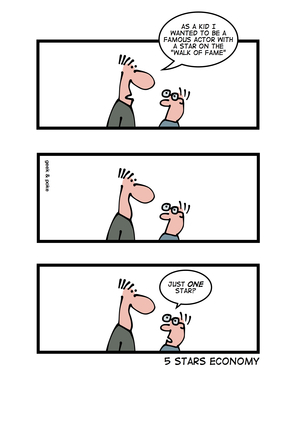 AS A KID I
WANTED TO BE A
FAMOUS ACTOR WITH
A STAR ON THE
"WALK OF FAME"
geek & poke
JUST ONE
STAR?
5 STARS ECONOMY